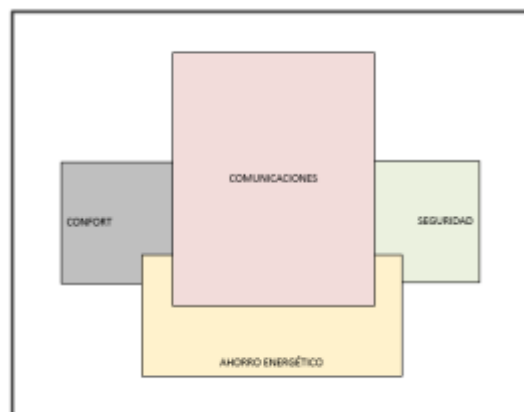 COMUNICACIONES
CONFORT
SEGURIDAD
AHORRO ENERGÉTICO